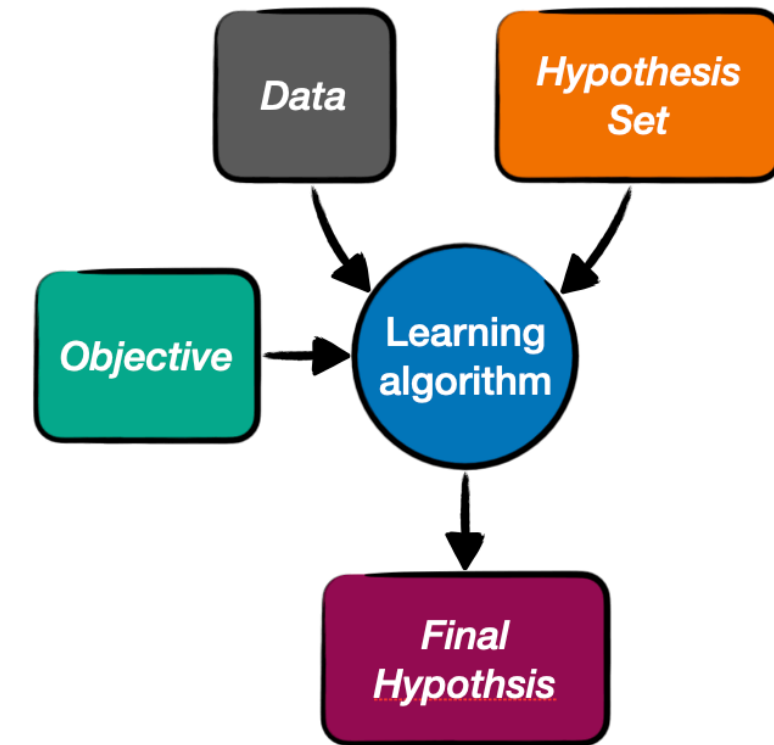 Data
Hypothesis
Set
Objective
Learning
algorithm
Final
Hypothsis